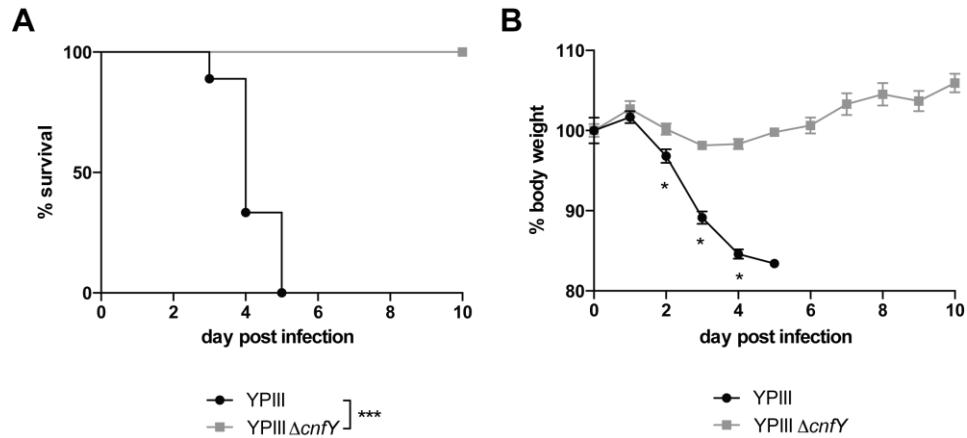 A
100
50
0
% survival
0 2 4 6 8 10
day post infection
YPIII
YPIII ΔcnfY
***
B
110
100
90
80
% body weight
*
*
*
0 2 4 6 8 10
day post infection
YPIII
YPIII ΔcnfY